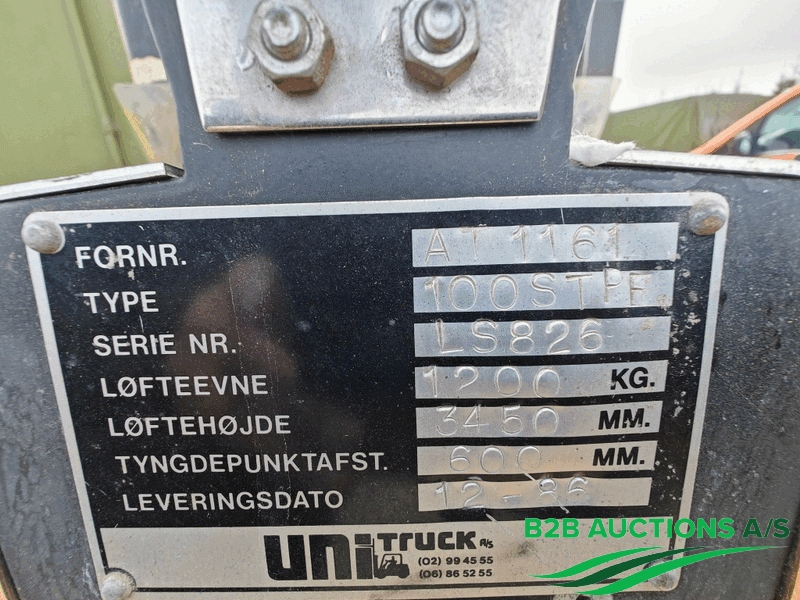 FORNR. AT 1161
TYPE 100STPF
SERIE NR. LS826
LØFTEEVNE 1200 KG.
LØFTEHØJDE 3450 MM.
TYNGDEPUNKTAFST. 600 MM.
LEVERINGSDATO 12-86
UNI TRUCK A/S
(02) 99 45 55
(06) 86 52 55
B2B AUCTIONS A/S